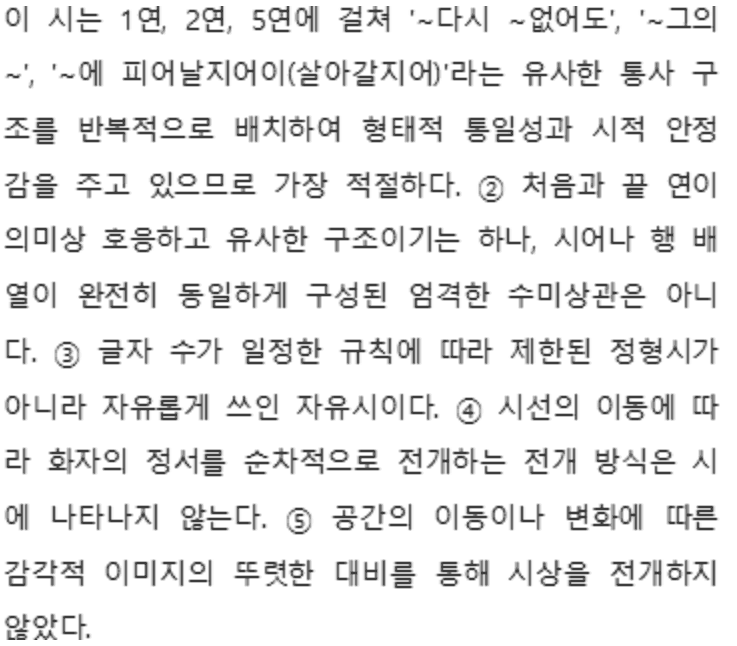 이 시는 1연, 2연, 5연에 걸쳐 '~다시 ~없어도', '~그의
~', '~에 피어날지어이(살아갈지어)'라는 유사한 통사 구
조를 반복적으로 배치하여 형태적 통일성과 시적 안정
감을 주고 있으므로 가장 적절하다. ② 처음과 끝 연이
의미상 호응하고 유사한 구조이기는 하나, 시어나 행 배
열이 완전히 동일하게 구성된 엄격한 수미상관은 아니
다. ③ 글자 수가 일정한 규칙에 따라 제한된 정형시가
아니라 자유롭게 쓰인 자유시이다. ④ 시선의 이동에 따
라 화자의 정서를 순차적으로 전개하는 전개 방식은 시
에 나타나지 않는다. ⑤ 공간의 이동이나 변화에 따른
감각적 이미지의 뚜렷한 대비를 통해 시상을 전개하지
않았다.